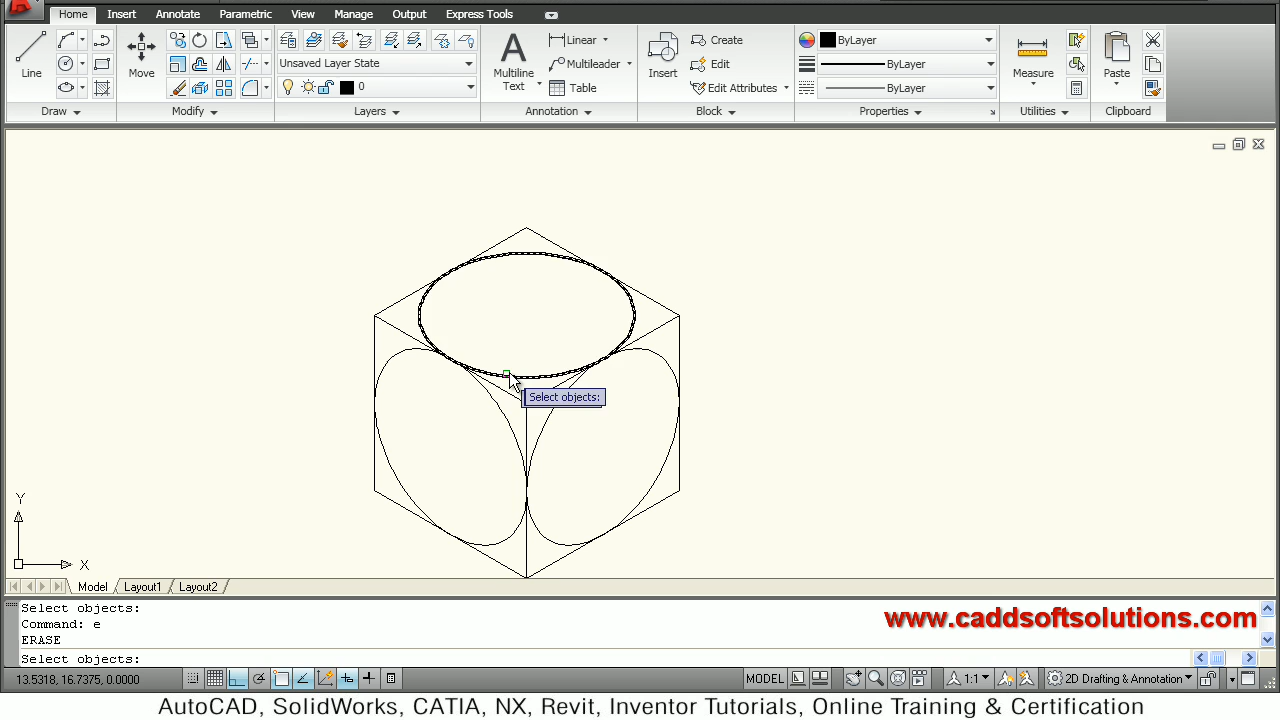 Home Insert Annotate Parametric View Manage Output Express Tools
Line
Move
Unsaved Layer State
0
Multiline
Text
Linear
Multileader
Table
Insert
Create
Edit
Edit Attributes
ByLayer
ByLayer
ByLayer
Measure
Paste
Draw Modify Layers Annotation Block Properties Utilities Clipboard
Select objects:
Y
X
Model Layout1 Layout2
Select objects:
Command: e
ERASE
Select objects:
www.caddsoftsolutions.com
13.5318, 16.7375, 0.0000 MODEL 1:1 2D Drafting & Annotation
AutoCAD, SolidWorks, CATIA, NX, Revit, Inventor Tutorials, Online Training & Certification